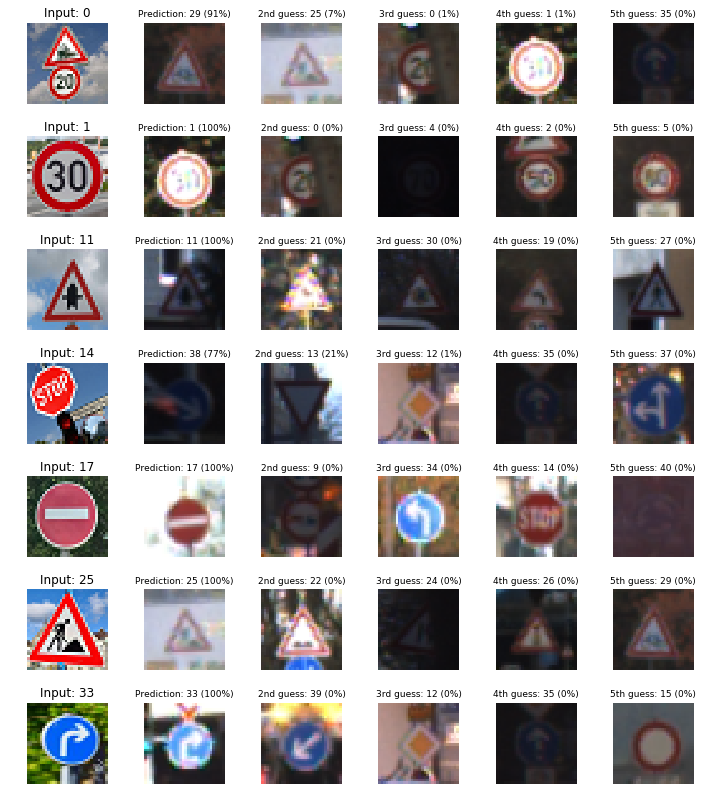 Input: 0 Prediction: 29 (91%) 2nd guess: 25 (7%) 3rd guess: 0 (1%) 4th guess: 1 (1%) 5th guess: 35 (0%)
20
Input: 1 Prediction: 1 (100%) 2nd guess: 0 (0%) 3rd guess: 4 (0%) 4th guess: 2 (0%) 5th guess: 5 (0%)
30
Input: 11 Prediction: 11 (100%) 2nd guess: 21 (0%) 3rd guess: 30 (0%) 4th guess: 19 (0%) 5th guess: 27 (0%)
Input: 14 Prediction: 38 (77%) 2nd guess: 13 (21%) 3rd guess: 12 (1%) 4th guess: 35 (0%) 5th guess: 37 (0%)
STOP
Input: 17 Prediction: 17 (100%) 2nd guess: 9 (0%) 3rd guess: 34 (0%) 4th guess: 14 (0%) 5th guess: 40 (0%)
STOP
Input: 25 Prediction: 25 (100%) 2nd guess: 22 (0%) 3rd guess: 24 (0%) 4th guess: 26 (0%) 5th guess: 29 (0%)
Input: 33 Prediction: 33 (100%) 2nd guess: 39 (0%) 3rd guess: 12 (0%) 4th guess: 35 (0%) 5th guess: 15 (0%)